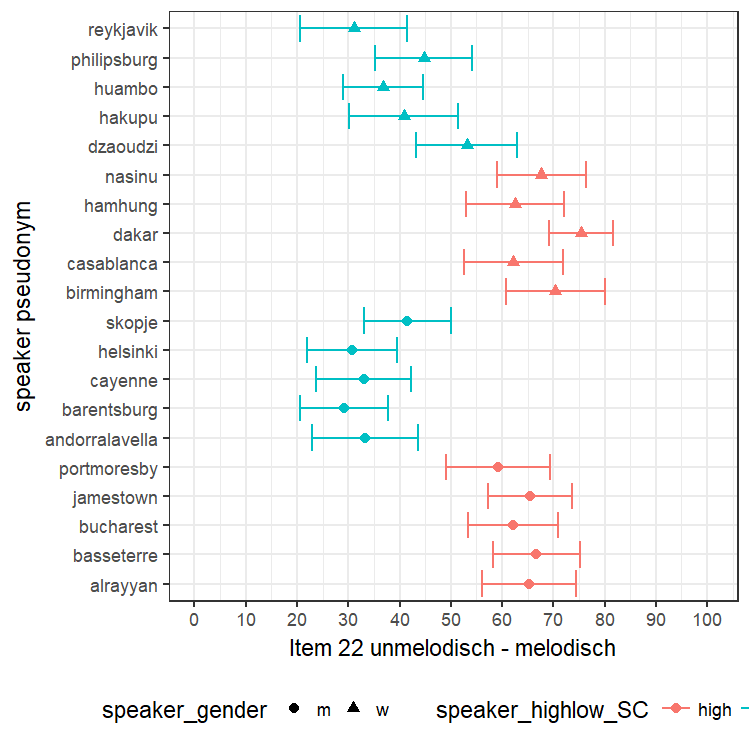 reykjavik
philipsburg
huambo
hakupu
dzaoudzi
nasinu
hamhung
dakar
casablanca
birmingham
skopje
helsinki
cayenne
barentsburg
andorralavella
portmoresby
jamestown
bucharest
basseterre
alrayyan
speaker pseudonym
0 10 20 30 40 50 60 70 80 90 100
Item 22 unmelodisch - melodisch
speaker_gender m w speaker_highlow_SC high